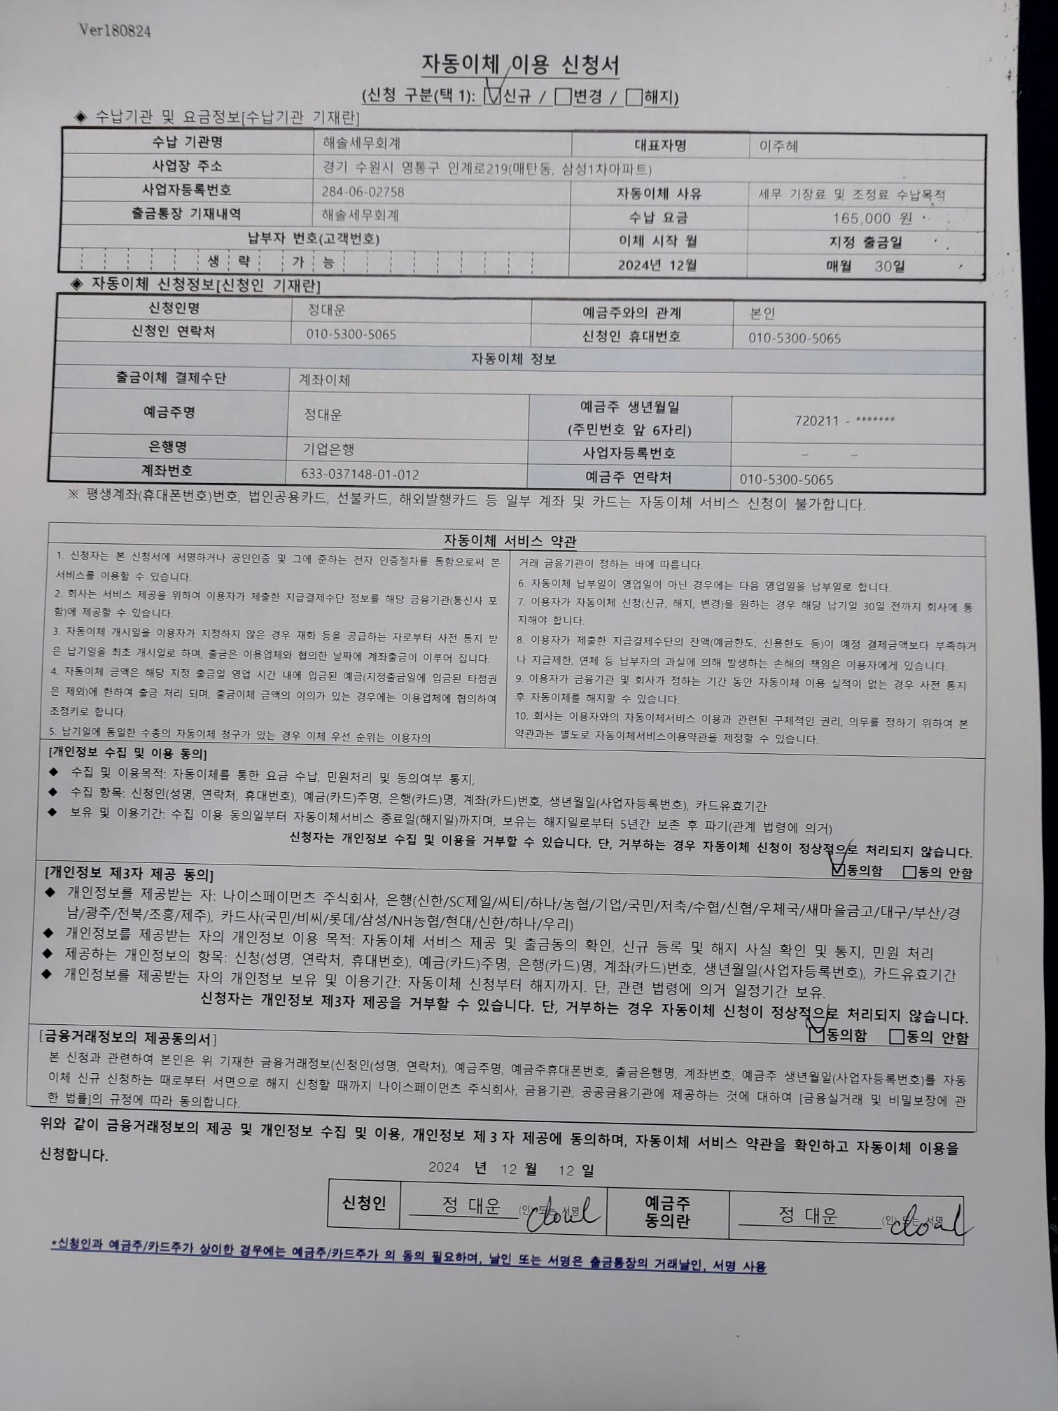 Ver180824
자동이체 이용 신청서
(신청 구분(택 1): ☑신규 / □변경 / □해지)
◈ 수납기관 및 요금정보[수납기관 기재란]
수납 기관명 해솔세무회계 대표자명 이주혜
사업장 주소 경기 수원시 영통구 인계로219(매탄동, 삼성1차아파트)
사업자등록번호 284-06-02758 자동이체 사유 세무 기장료 및 조정료 수납목적
출금통장 기재내역 해솔세무회계 수납 요금 165,000 원
납부자 번호(고객번호) 이체 시작 월 지정 출금일
생 략 가 능 2024년 12월 매월 30일
◈ 자동이체 신청정보[신청인 기재란]
신청인명 정대운 예금주와의 관계 본인
신청인 연락처 010-5300-5065 신청인 휴대번호 010-5300-5065
자동이체 정보
출금이체 결제수단 계좌이체
예금주명 정대운 예금주 생년월일 (주민번호 앞 6자리) 720211 - *******
은행명 기업은행 사업자등록번호 – –
계좌번호 633-037148-01-012 예금주 연락처 010-5300-5065
※ 평생계좌(휴대폰번호)번호, 법인공용카드, 선불카드, 해외발행카드 등 일부 계좌 및 카드는 자동이체 서비스 신청이 불가합니다.
자동이체 서비스 약관
1. 신청자는 본 신청서에 서명하거나 공인인증 및 그에 준하는 전자 인증절차를 통함으로써 본
서비스를 이용할 수 있습니다.
2. 회사는 서비스 제공을 위하여 이용자가 제출한 지급결제수단 정보를 해당 금융기관(통신사 포
함)에 제공할 수 있습니다.
3. 자동이체 개시일을 이용자가 지정하지 않은 경우 재화 등을 공급하는 자로부터 사전 통지 받
은 납기일을 최초 개시일로 하며, 출금은 이용업체와 협의한 날짜에 계좌출금이 이루어 집니다.
4. 자동이체 금액은 해당 지정 출금일 영업 시간 내에 입금된 예금(지정출금일에 입금된 타점권
은 제외)에 한하여 출금 처리 되며, 출금이체 금액의 이의가 있는 경우에는 이용업체에 협의하여
조정키로 합니다.
5. 납기일에 동일한 수종의 자동이체 청구가 있는 경우 이체 우선 순위는 이용자의
거래 금융기관이 정하는 바에 따릅니다.
6. 자동이체 납부일이 영업일이 아닌 경우에는 다음 영업일을 납부일로 합니다.
7. 이용자가 자동이체 신청(신규, 해지, 변경)을 원하는 경우 해당 납기일 30일 전까지 회사에 통
지해야 합니다.
8. 이용자가 제출한 지급결제수단의 잔액(예금한도, 신용한도 등)이 예정 결제금액보다 부족하거
나 지급제한, 연체 등 납부자의 과실에 의해 발생하는 손해의 책임은 이용자에게 있습니다.
9. 이용자가 금융기관 및 회사가 정하는 기간 동안 자동이체 이용 실적이 없는 경우 사전 통지
후 자동이체를 해지할 수 있습니다.
10. 회사는 이용자와의 자동이체서비스 이용과 관련된 구체적인 권리, 의무를 정하기 위하여 본
약관과는 별도로 자동이체서비스이용약관을 제정할 수 있습니다.
[개인정보 수집 및 이용 동의]
◆ 수집 및 이용목적: 자동이체를 통한 요금 수납, 민원처리 및 동의여부 통지,
◆ 수집 항목: 신청인(성명, 연락처, 휴대번호), 예금(카드)주명, 은행(카드)명, 계좌(카드)번호, 생년월일(사업자등록번호), 카드유효기간
◆ 보유 및 이용기간: 수집 이용 동의일부터 자동이체서비스 종료일(해지일)까지며, 보유는 해지일로부터 5년간 보존 후 파기(관계 법령에 의거)
신청자는 개인정보 수집 및 이용을 거부할 수 있습니다. 단, 거부하는 경우 자동이체 신청이 정상적으로 처리되지 않습니다.
☑동의함 □동의 안함
[개인정보 제3자 제공 동의]
◆ 개인정보를 제공받는 자: 나이스페이먼츠 주식회사, 은행(신한/SC제일/씨티/하나/농협/기업/국민/저축/수협/신협/우체국/새마을금고/대구/부산/경
남/광주/전북/조흥/제주), 카드사(국민/비씨/롯데/삼성/NH농협/현대/신한/하나/우리)
◆ 개인정보를 제공받는 자의 개인정보 이용 목적: 자동이체 서비스 제공 및 출금동의 확인, 신규 등록 및 해지 사실 확인 및 통지, 민원 처리
◆ 제공하는 개인정보의 항목: 신청(성명, 연락처, 휴대번호), 예금(카드)주명, 은행(카드)명, 계좌(카드)번호, 생년월일(사업자등록번호), 카드유효기간
◆ 개인정보를 제공받는 자의 개인정보 보유 및 이용기간: 자동이체 신청부터 해지까지. 단, 관련 법령에 의거 일정기간 보유.
신청자는 개인정보 제3자 제공을 거부할 수 있습니다. 단, 거부하는 경우 자동이체 신청이 정상적으로 처리되지 않습니다.
☑동의함 □동의 안함
[금융거래정보의 제공동의서]
본 신청과 관련하여 본인은 위 기재한 금융거래정보(신청인(성명, 연락처), 예금주명, 예금주휴대폰번호, 출금은행명, 계좌번호, 예금주 생년월일(사업자등록번호)를 자동
이체 신규 신청하는 때로부터 서면으로 해지 신청할 때까지 나이스페이먼츠 주식회사, 금융기관, 공공금융기관에 제공하는 것에 대하여 [금융실거래 및 비밀보장에 관
한 법률]의 규정에 따라 동의합니다.
위와 같이 금융거래정보의 제공 및 개인정보 수집 및 이용, 개인정보 제 3 자 제공에 동의하며, 자동이체 서비스 약관을 확인하고 자동이체 이용을
신청합니다.
2024 년 12 월 12 일
신청인 정 대운 (인) 또는 서명 예금주 동의란 정 대운 (인) 또는 서명
*신청인과 예금주/카드주가 상이한 경우에는 예금주/카드주가 의 동의 필요하며, 날인 또는 서명은 출금통장의 거래날인, 서명 사용